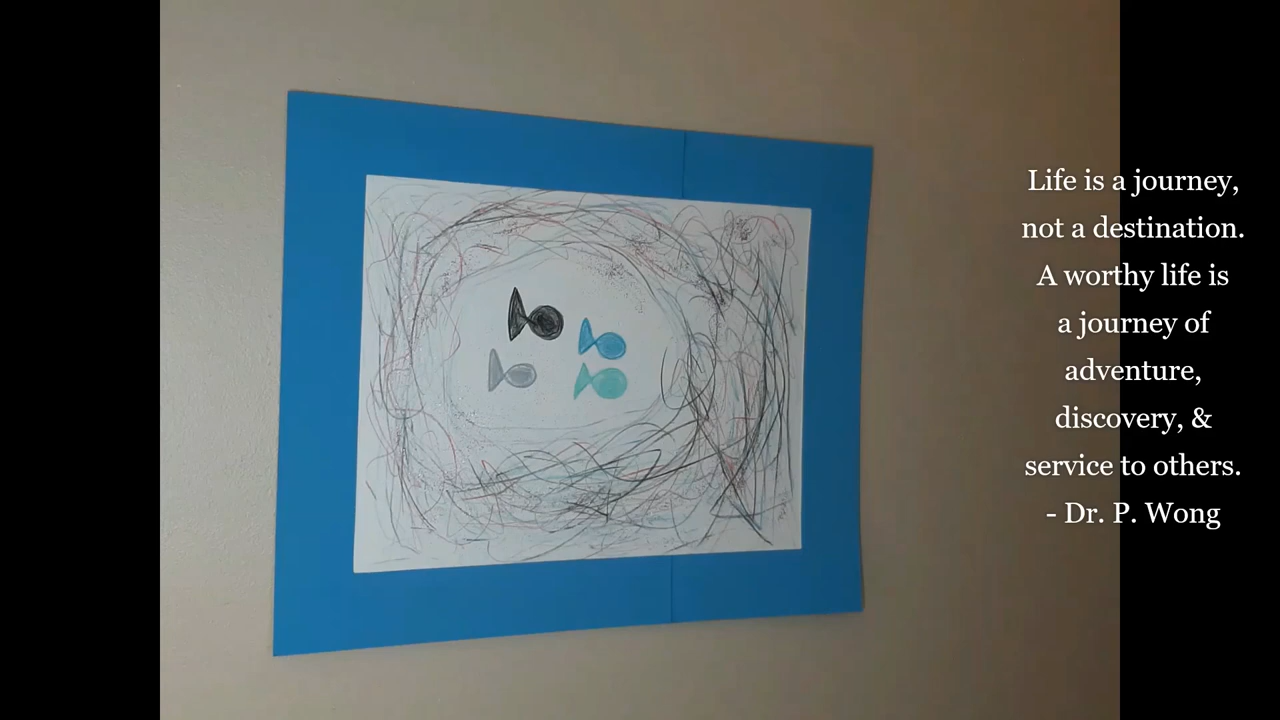 Life is a journey,
not a destination.
A worthy life is
a journey of
adventure,
discovery, &
service to others.
- Dr. P. Wong